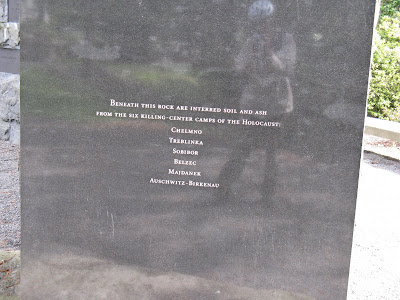 Beneath this rock are interred soil and ash
from the six killing-center camps of the Holocaust:
Chelmno
Treblinka
Sobibor
Belzec
Majdanek
Auschwitz-Birkenau